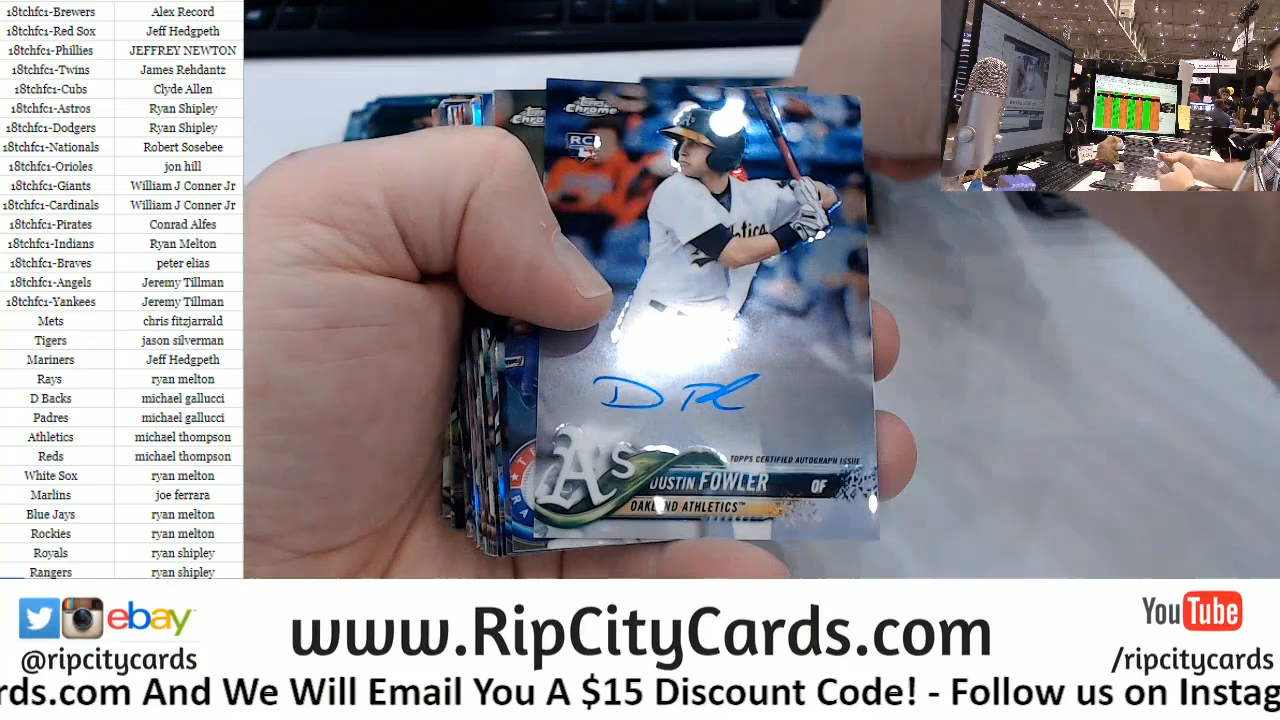 18tchfc1-Brewers Alex Record
18tchfc1-Red Sox Jeff Hedgpeth
18tchfc1-Phillies JEFFREY NEWTON
18tchfc1-Twins James Rehdantz
18tchfc1-Cubs Clyde Allen
18tchfc1-Astros Ryan Shipley
18tchfc1-Dodgers Ryan Shipley
18tchfc1-Nationals Robert Sosebee
18tchfc1-Orioles jon hill
18tchfc1-Giants William J Conner Jr
18tchfc1-Cardinals William J Conner Jr
18tchfc1-Pirates Conrad Alfes
18tchfc1-Indians Ryan Melton
18tchfc1-Braves peter elias
18tchfc1-Angels Jeremy Tillman
18tchfc1-Yankees Jeremy Tillman
Mets chris fitzjarrald
Tigers jason silverman
Mariners Jeff Hedgpeth
Rays ryan melton
D Backs michael gallucci
Padres michael gallucci
Athletics michael thompson
Reds michael thompson
White Sox ryan melton
Marlins joe ferrara
Blue Jays ryan melton
Rockies ryan melton
Royals ryan shipley
Rangers ryan shipley
Topps Chrome
RC
A's
TOPPS CERTIFIED AUTOGRAPH ISSUE
DUSTIN FOWLER OF
OAKLAND ATHLETICS™
ebay
@ripcitycards
www.RipCityCards.com
YouTube
/ripcitycards
rds.com And We Will Email You A $15 Discount Code! - Follow us on Instag